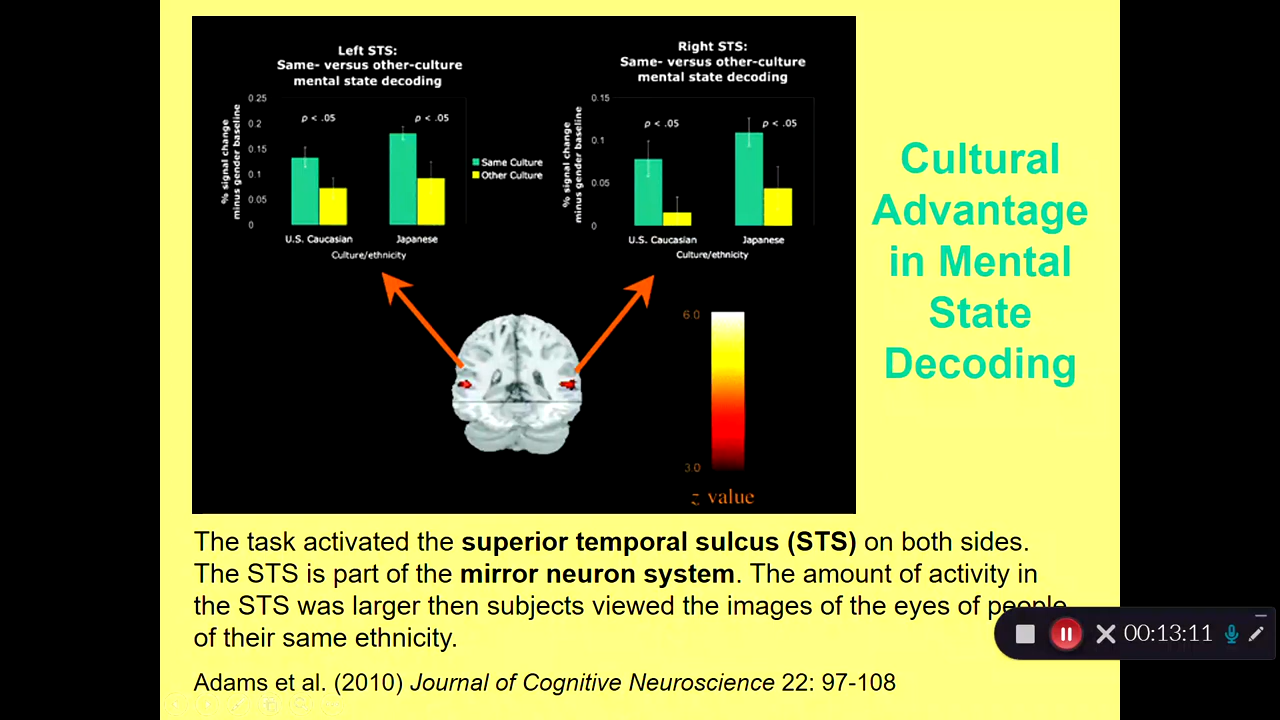 Left STS:
Same- versus other-culture
mental state decoding
% signal change
minus gender baseline
0.25
0.2
0.15
0.1
0.05
0
p < .05
p < .05
U.S. Caucasian
Japanese
Culture/ethnicity
Same Culture
Other Culture
Right STS:
Same- versus other-culture
mental state decoding
% signal change
minus gender baseline
0.15
0.1
0.05
0
p < .05
p < .05
U.S. Caucasian
Japanese
Culture/ethnicity
6.0
3.0
z value
Cultural
Advantage
in Mental
State
Decoding
The task activated the superior temporal sulcus (STS) on both sides.
The STS is part of the mirror neuron system. The amount of activity in
the STS was larger then subjects viewed the images of the eyes of people
of their same ethnicity.
00:13:11
Adams et al. (2010) Journal of Cognitive Neuroscience 22: 97-108